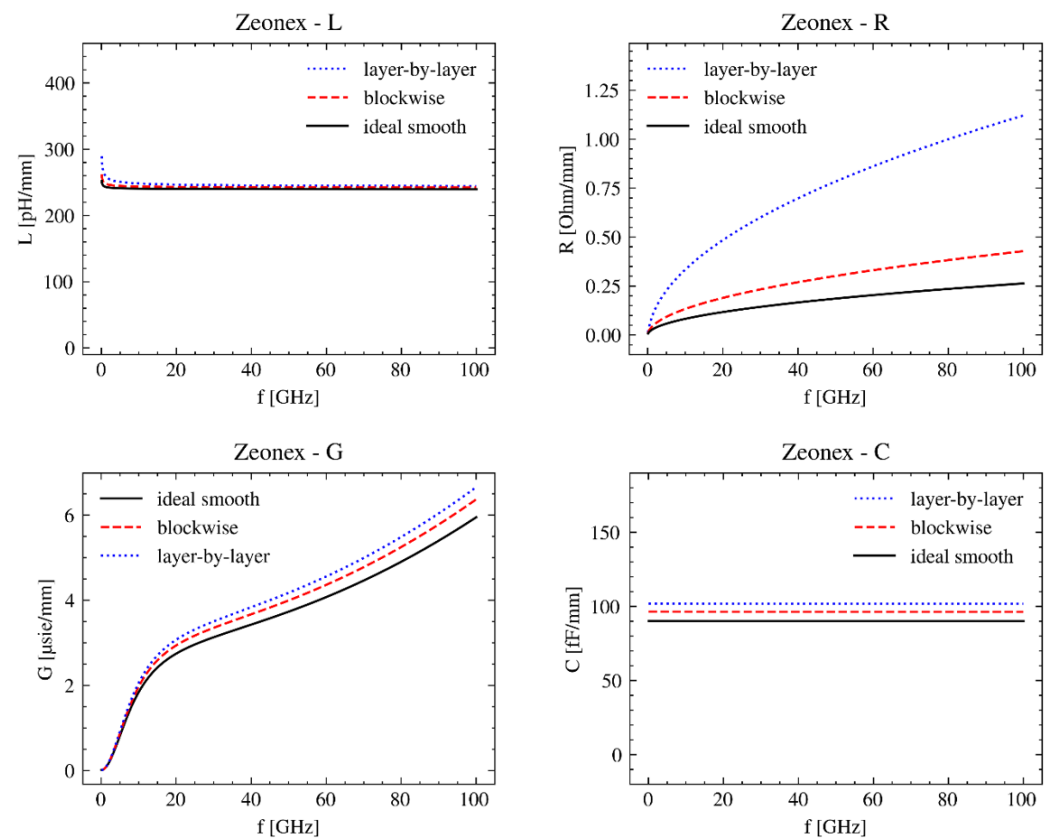 Zeonex - L
400
300
200
100
0
L [pH/mm]
layer-by-layer
blockwise
ideal smooth
0 20 40 60 80 100
f [GHz]
Zeonex - R
1.25
1.00
0.75
0.50
0.25
0.00
R [Ohm/mm]
layer-by-layer
blockwise
ideal smooth
0 20 40 60 80 100
f [GHz]
Zeonex - G
6
4
2
0
G [µsie/mm]
ideal smooth
blockwise
layer-by-layer
0 20 40 60 80 100
f [GHz]
Zeonex - C
150
100
50
0
C [fF/mm]
layer-by-layer
blockwise
ideal smooth
0 20 40 60 80 100
f [GHz]